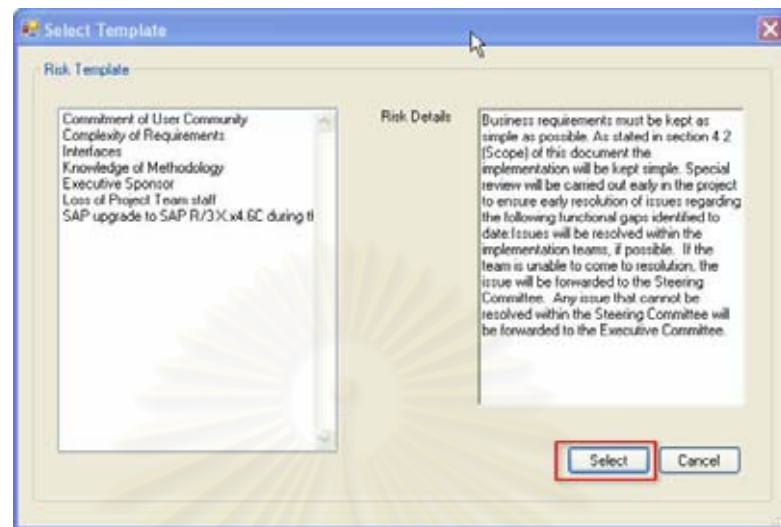 Select Template
Risk Template
Commitment of User Community
Complexity of Requirements
Interfaces
Knowledge of Methodology
Executive Sponsor
Loss of Project Team staff
SAP upgrade to SAP R/3 X.x4.6C during tl
Risk Details
Business requirements must be kept as
simple as possible. As stated in section 4.2
(Scope) of this document the
implementation will be kept simple. Special
review will be carried out early in the project
to ensure early resolution of issues regarding
the following functional gaps identified to
date:Issues will be resolved within the
implementation teams, if possible. If the
team is unable to come to resolution, the
issue will be forwarded to the Steering
Committee. Any issue that cannot be
resolved within the Steering Committee will
be forwarded to the Executive Committee.
Select
Cancel